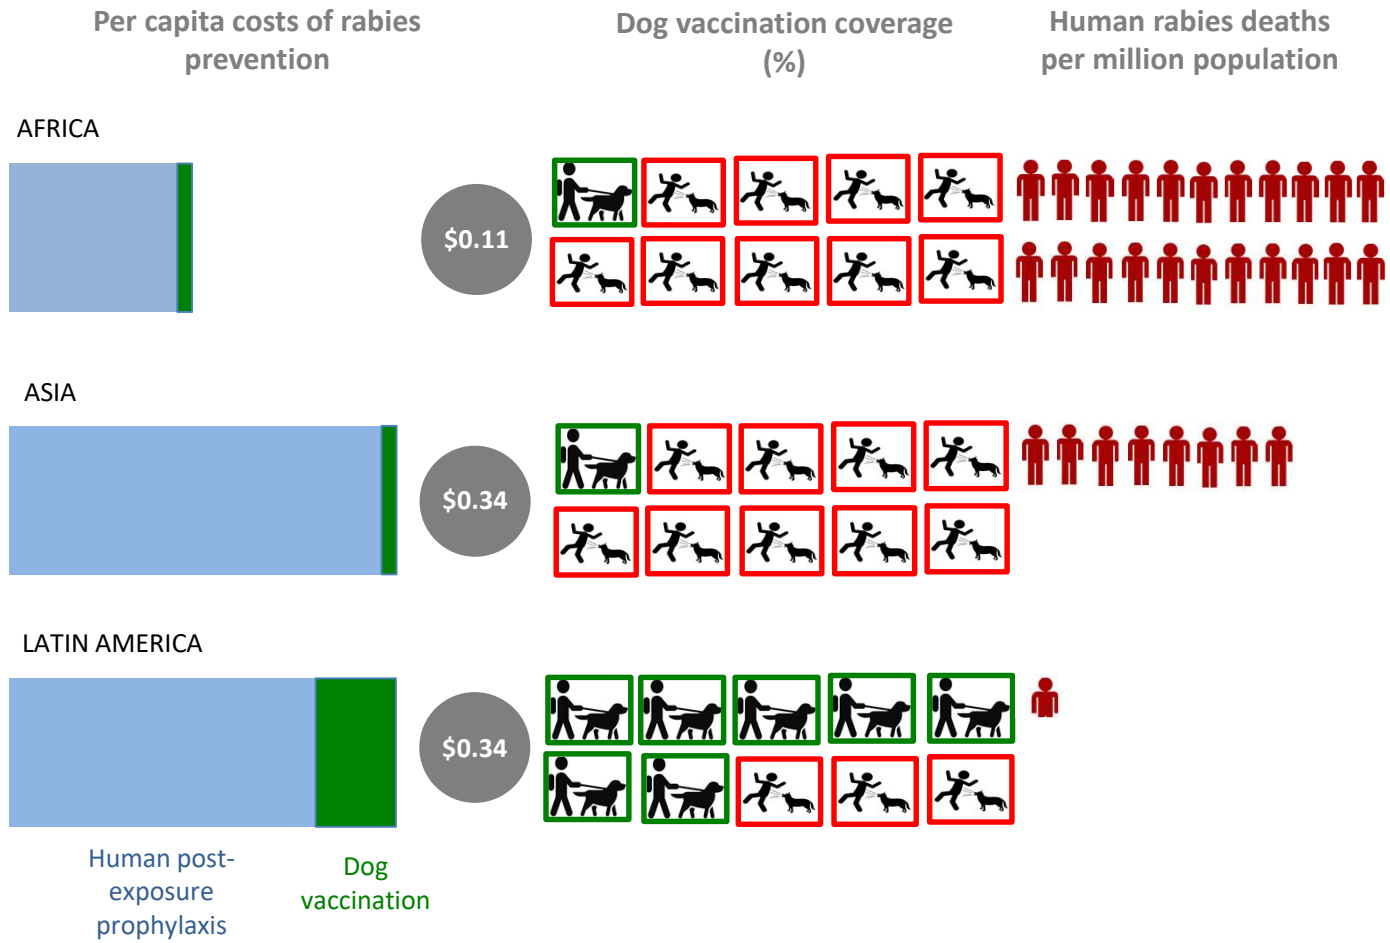 Per capita costs of rabies
prevention
Dog vaccination coverage
(%)
Human rabies deaths
per million population
AFRICA
$0.11
ASIA
$0.34
LATIN AMERICA
$0.34
Human post-
exposure
prophylaxis
Dog
vaccination